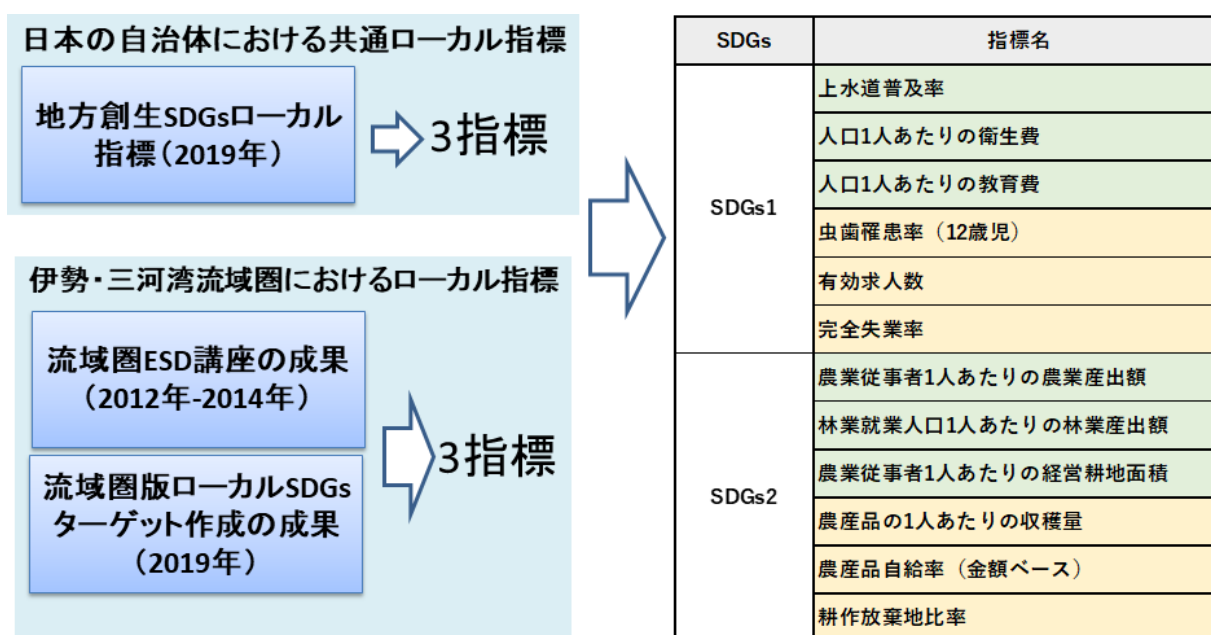 日本の自治体における共通ローカル指標
地方創生SDGsローカル
指標(2019年)
3指標
伊勢・三河湾流域圏におけるローカル指標
流域圏ESD講座の成果
(2012年-2014年)
流域圏版ローカルSDGs
ターゲット作成の成果
(2019年)
3指標
SDGs 指標名
SDGs1
上水道普及率
人口1人あたりの衛生費
人口1人あたりの教育費
虫歯罹患率（12歳児）
有効求人数
完全失業率
SDGs2
農業従事者1人あたりの農業産出額
林業就業人口1人あたりの林業産出額
農業従事者1人あたりの経営耕地面積
農産品の1人あたりの収穫量
農産品自給率（金額ベース）
耕作放棄地比率